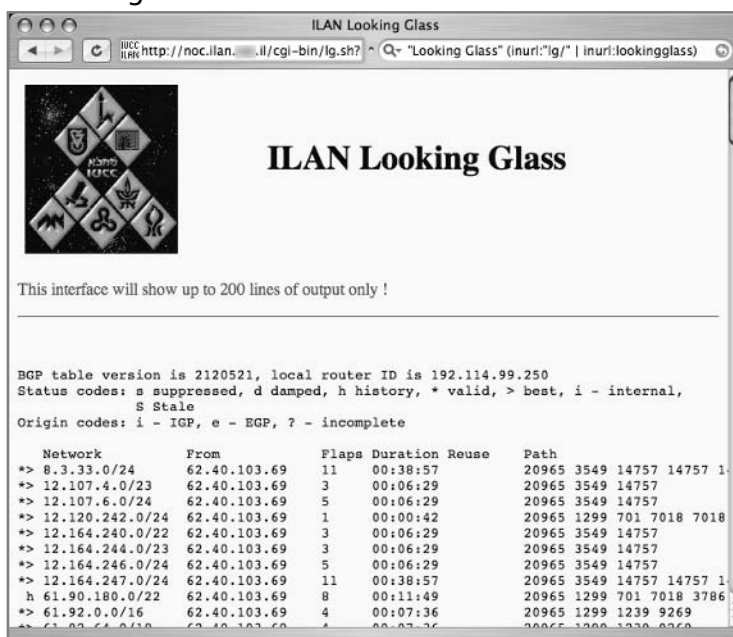 ILAN Looking Glass
IUCC ILAN http://noc.ilan. .il/cgi-bin/lg.sh? "Looking Glass" (inurl:"lg/" | inurl:lookingglass)
מחבא
IUCC
ILAN Looking Glass
This interface will show up to 200 lines of output only !
BGP table version is 2120521, local router ID is 192.114.99.250
Status codes: s suppressed, d damped, h history, * valid, > best, i - internal,
S Stale
Origin codes: i - IGP, e - EGP, ? - incomplete
Network From Flaps Duration Reuse Path
*> 8.3.33.0/24 62.40.103.69 11 00:38:57 20965 3549 14757 14757 1
*> 12.107.4.0/23 62.40.103.69 3 00:06:29 20965 3549 14757
*> 12.107.6.0/24 62.40.103.69 5 00:06:29 20965 3549 14757
*> 12.120.242.0/24 62.40.103.69 1 00:00:42 20965 1299 701 7018 7018
*> 12.164.240.0/22 62.40.103.69 3 00:06:29 20965 3549 14757
*> 12.164.244.0/23 62.40.103.69 3 00:06:29 20965 3549 14757
*> 12.164.246.0/24 62.40.103.69 5 00:06:29 20965 3549 14757
*> 12.164.247.0/24 62.40.103.69 11 00:38:57 20965 3549 14757 14757 1
h 61.90.180.0/22 62.40.103.69 8 00:11:49 20965 1299 701 7018 3786
*> 61.92.0.0/16 62.40.103.69 4 00:07:36 20965 1299 1239 9269